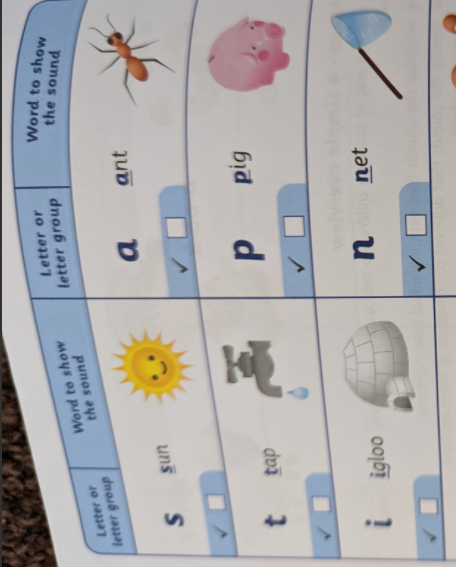 Letter or
letter group
Word to show
the sound
Letter or
letter group
Word to show
the sound
s sun a ant
t tap p pig
i igloo n net